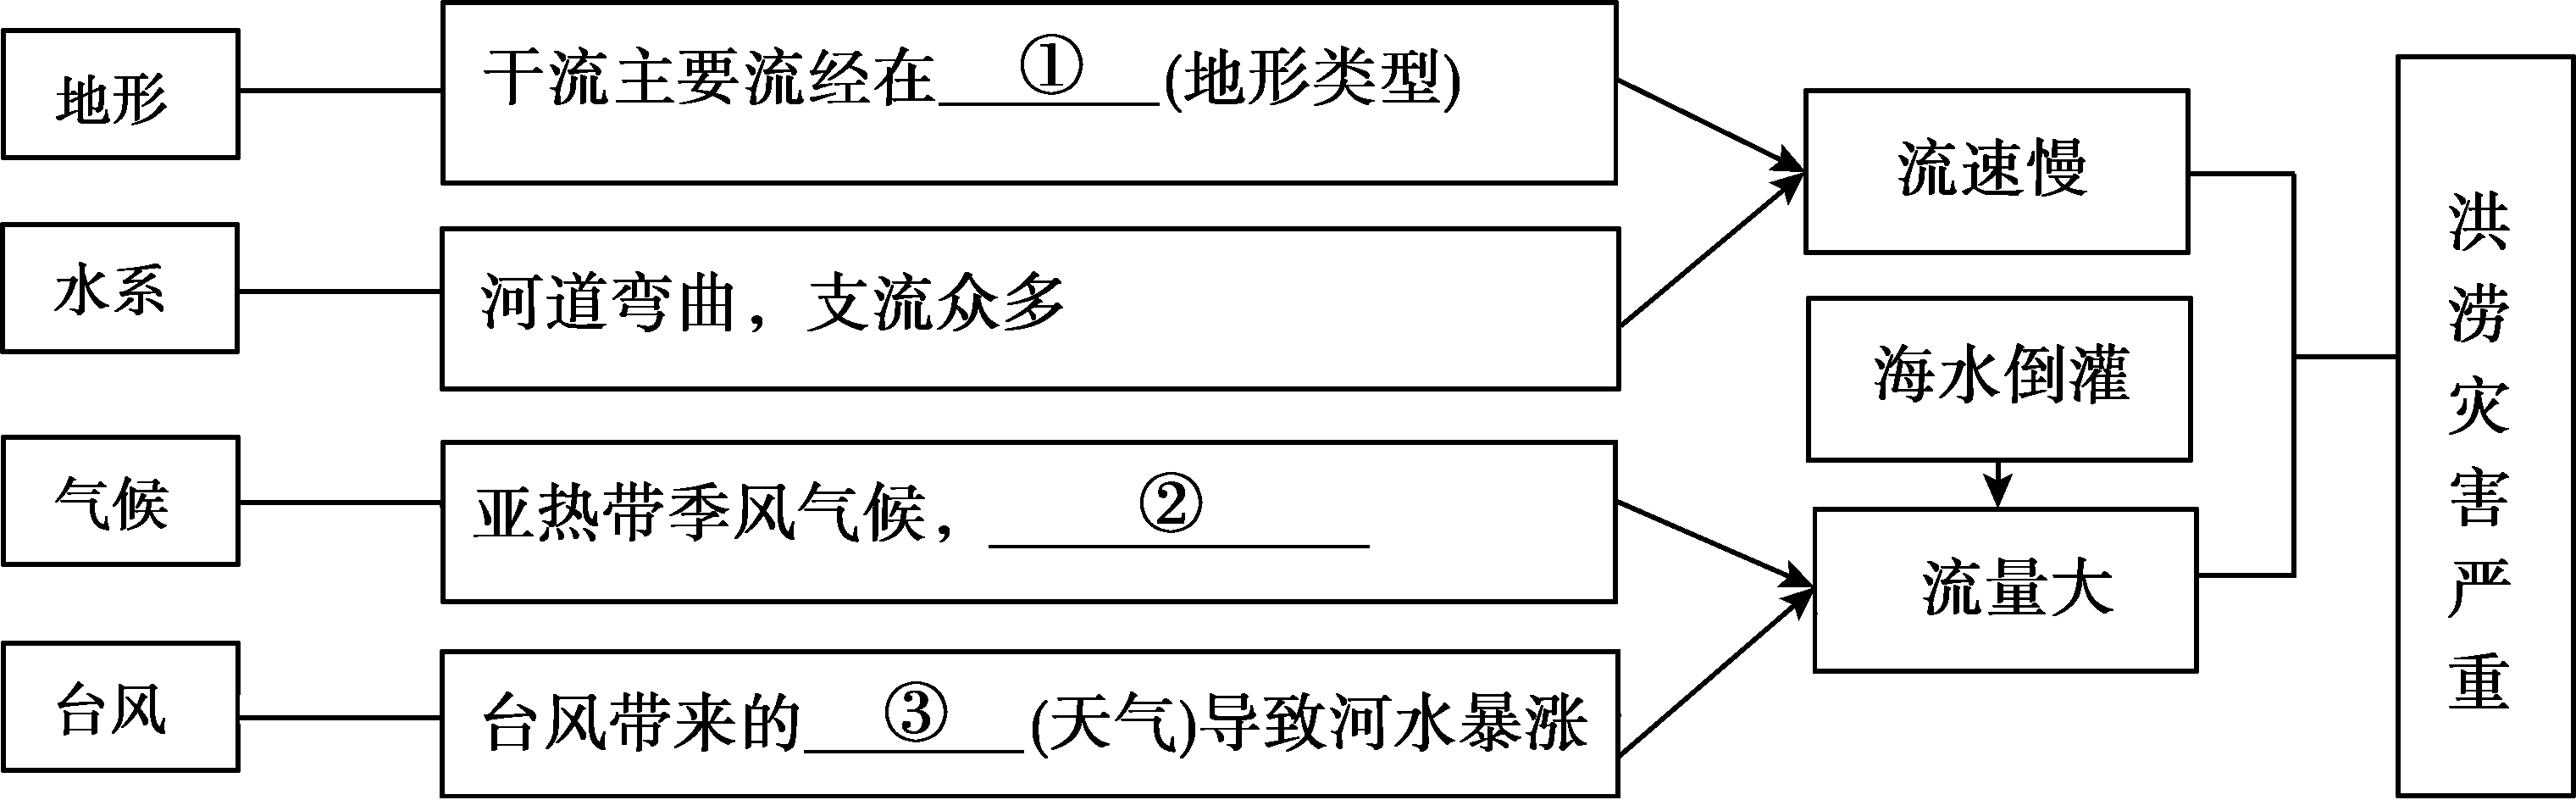 地形
干流主要流经在 ① (地形类型)
流速慢
水系
河道弯曲，支流众多
海水倒灌
气候
亚热带季风气候， ②
流量大
台风
台风带来的 ③ (天气)导致河水暴涨
洪涝灾害严重